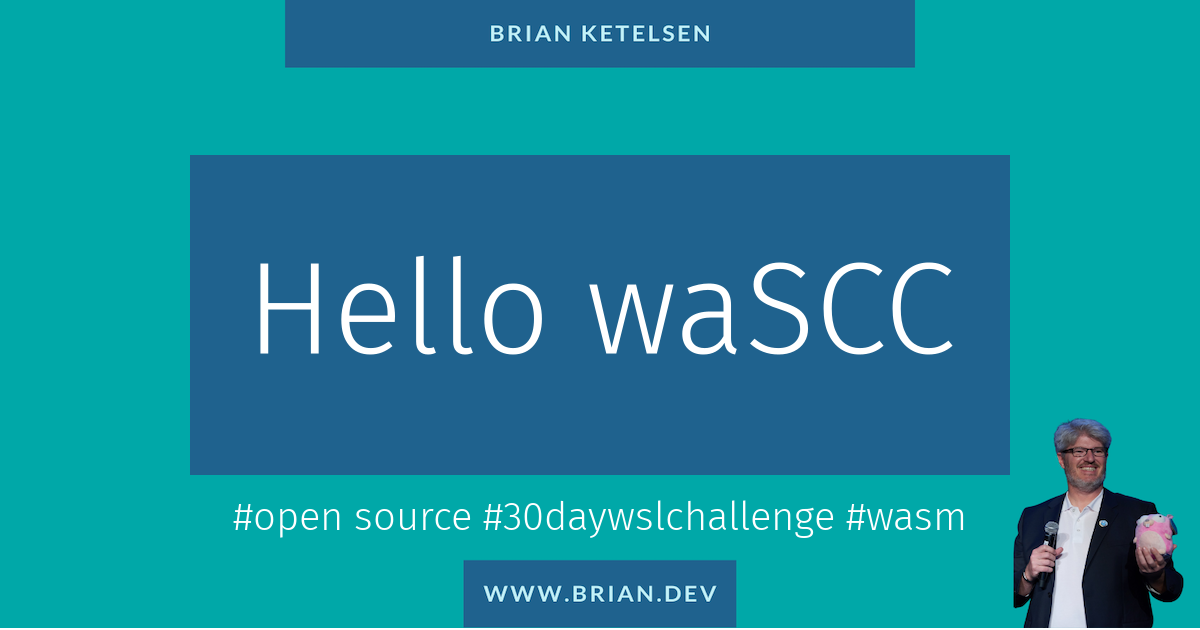 BRIAN KETELSEN
Hello waSCC
#open source #30daywslchallenge #wasm
WWW.BRIAN.DEV